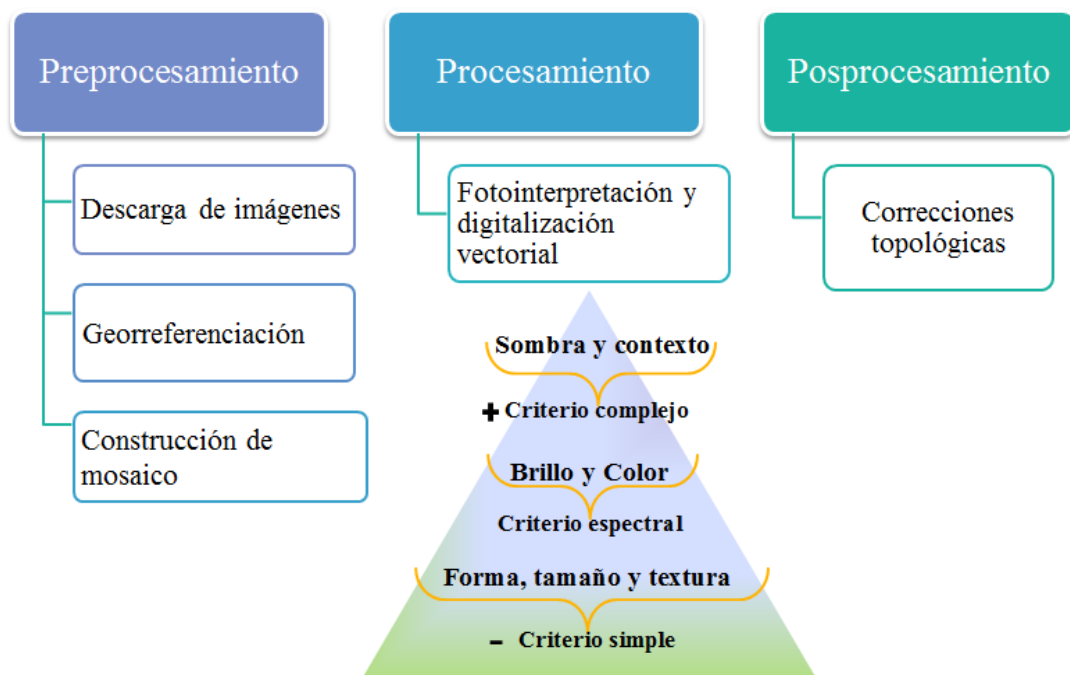 Preprocesamiento
Descarga de imágenes
Georreferenciación
Construcción de
mosaico
Procesamiento
Fotointerpretación y
digitalización
vectorial
Sombra y contexto
+ Criterio complejo
Brillo y Color
Criterio espectral
Forma, tamaño y textura
- Criterio simple
Posprocesamiento
Correcciones
topológicas